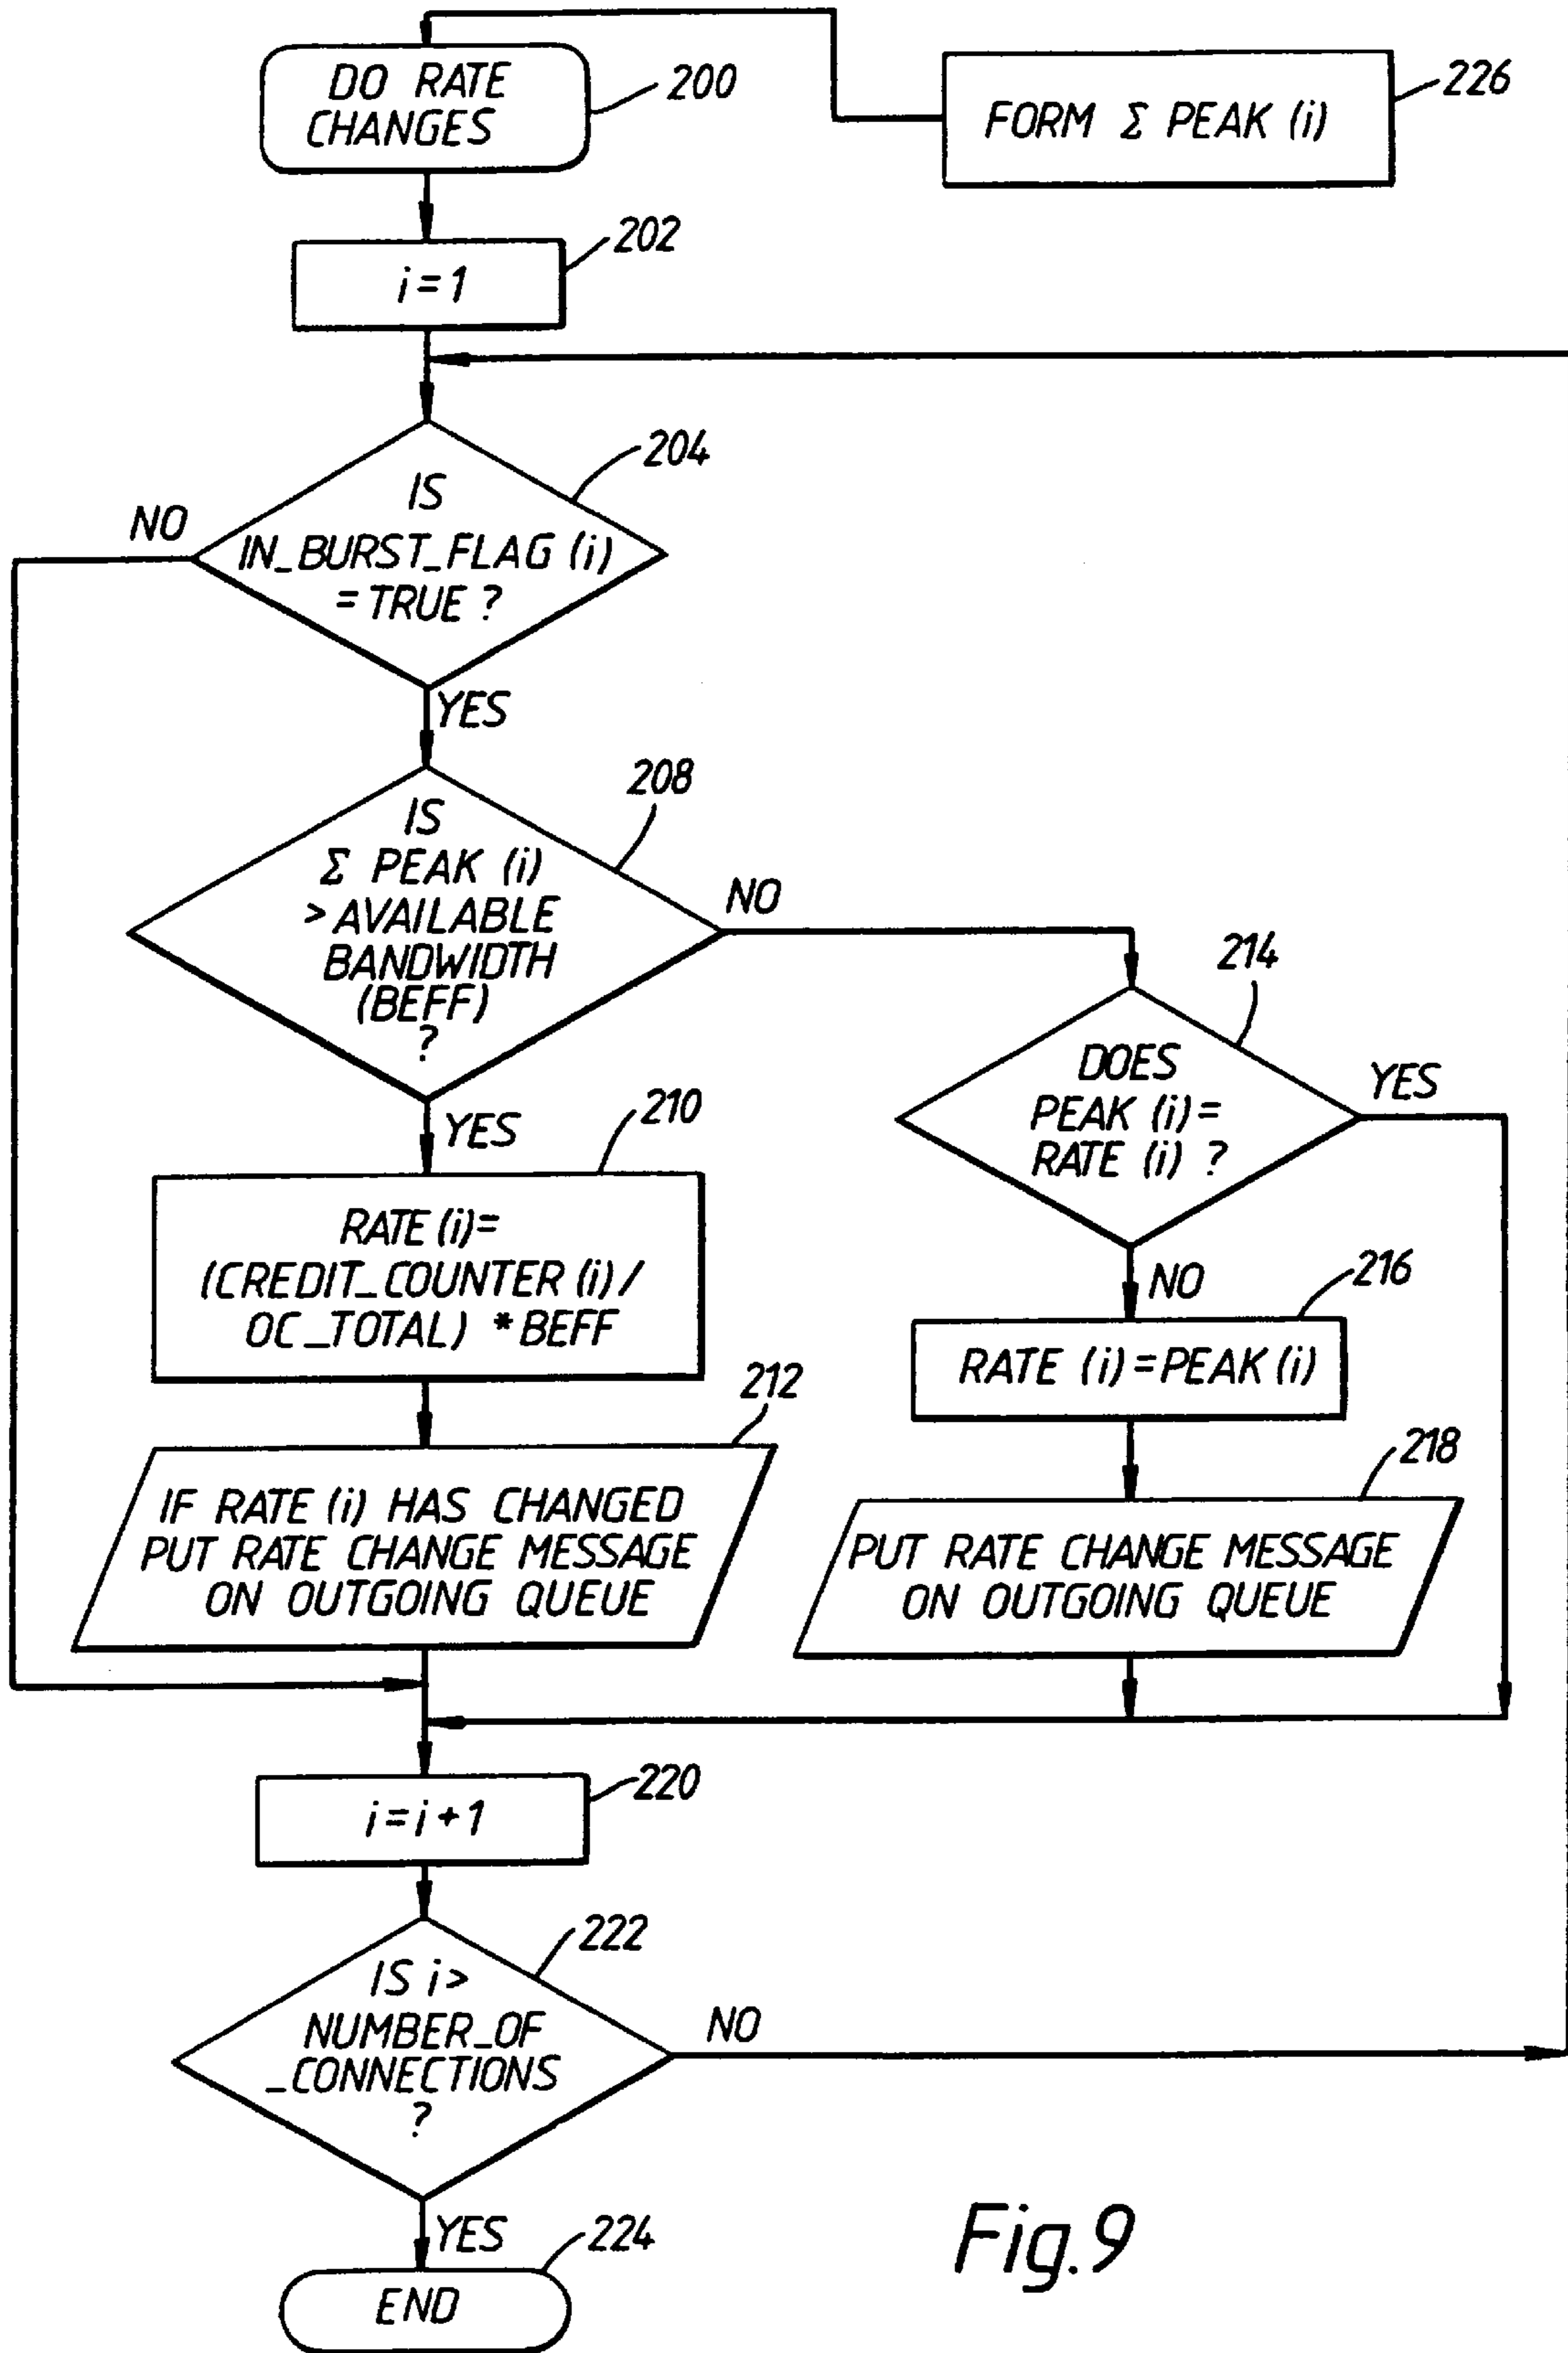 DO RATE
CHANGES
200
FORM Σ PEAK (i)
226
i=1
202
IS
IN_BURST_FLAG (i)
= TRUE ?
204
NO
YES
IS
Σ PEAK (i)
> AVAILABLE
BANDWIDTH
(BEFF)
?
208
NO
YES
DOES
PEAK (i)=
RATE (i) ?
214
YES
NO
RATE (i)=
(CREDIT_COUNTER (i) /
OC_TOTAL) * BEFF
210
RATE (i)=PEAK (i)
216
IF RATE (i) HAS CHANGED
PUT RATE CHANGE MESSAGE
ON OUTGOING QUEUE
212
PUT RATE CHANGE MESSAGE
ON OUTGOING QUEUE
218
i=i+1
220
IS i>
NUMBER_OF
_CONNECTIONS
?
222
NO
YES
END
224
Fig.9